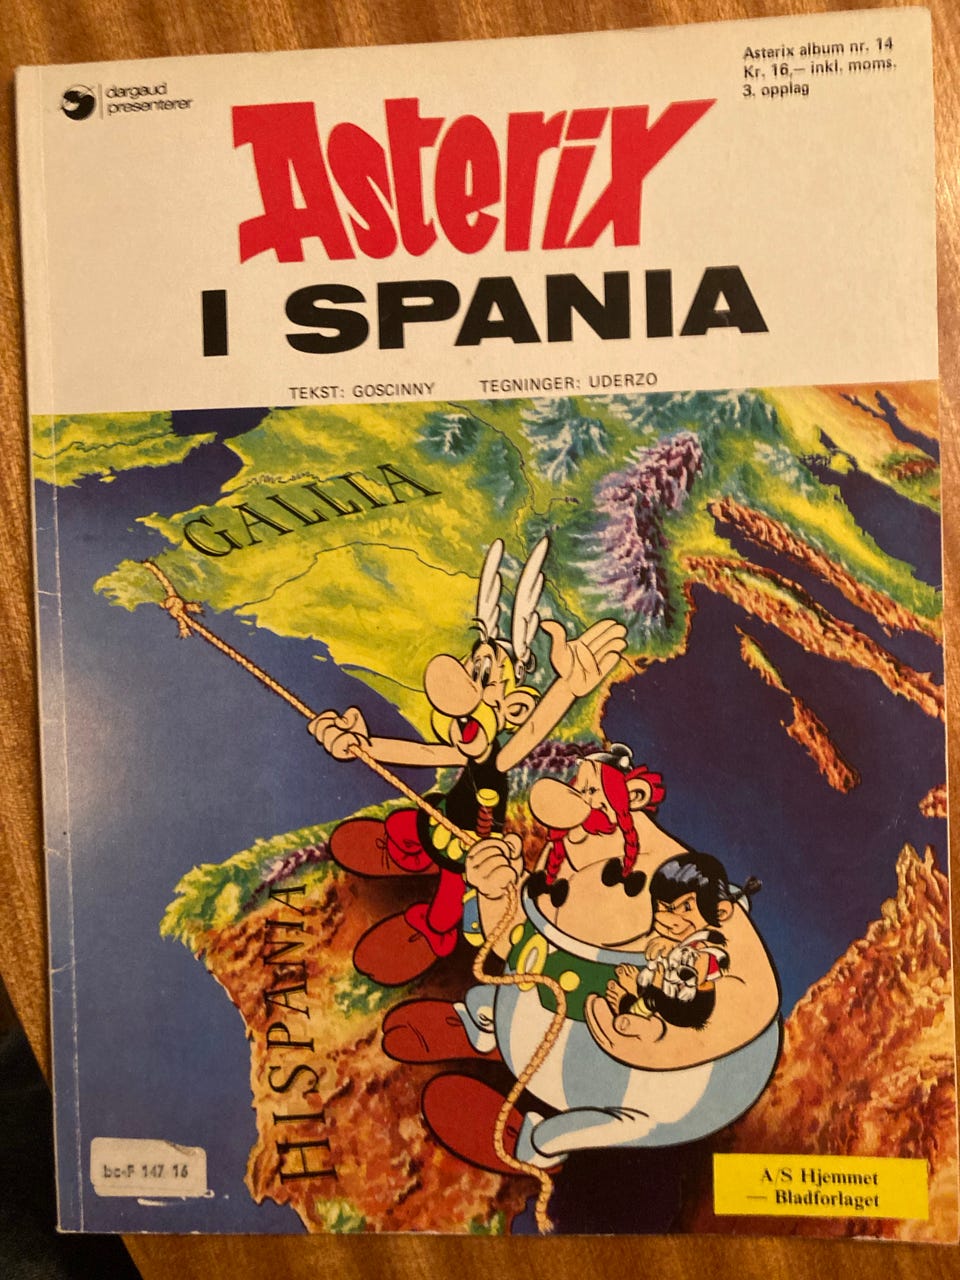 dargaud
presenterer
Asterix album nr. 14
Kr. 16,— inkl. moms.
3. opplag
Asterix
I SPANIA
TEKST: GOSCINNY TEGNINGER: UDERZO
GALLIA
HISPANIA
bc-F 147 16
A/S Hjemmet
— Bladforlaget